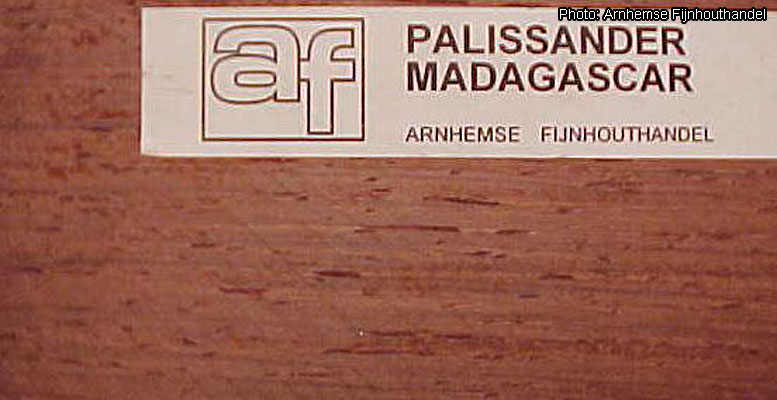 Photo: Arnhemse Fijnhouthandel
af
PALISSANDER
MADAGASCAR
ARNHEMSE FIJNHOUTHANDEL